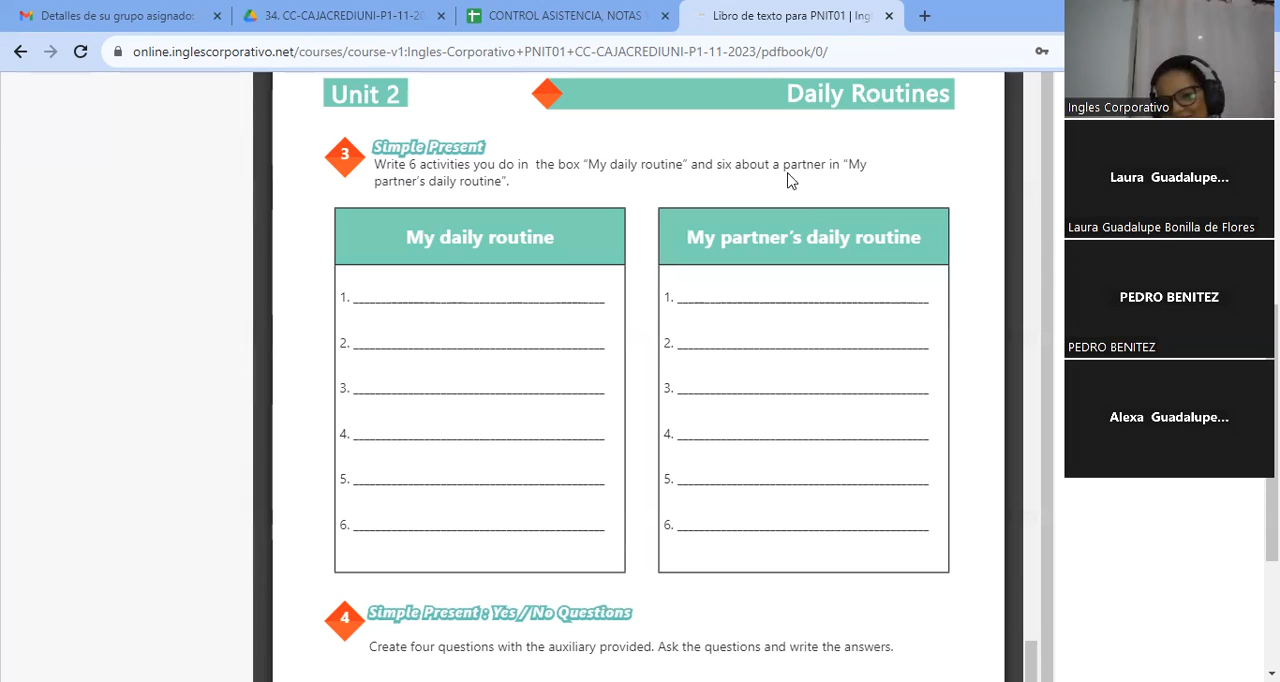 Detalles de su grupo asignado:
34. CC-CAJACREDIUNI-P1-11-20
CONTROL ASISTENCIA, NOTAS Y
Libro de texto para PNIT01 | Ing
online.inglescorporativo.net/courses/course-v1:Ingles-Corporativo+PNIT01+CC-CAJACREDIUNI-P1-11-2023/pdfbook/0/
Unit 2
Daily Routines
3
Simple Present
Write 6 activities you do in the box “My daily routine” and six about a partner in “My
partner’s daily routine”.
My daily routine
1.
2.
3.
4.
5.
6.
My partner’s daily routine
1.
2.
3.
4.
5.
6.
4
Simple Present : Yes / No Questions
Create four questions with the auxiliary provided. Ask the questions and write the answers.
Ingles Corporativo
Laura Guadalupe...
Laura Guadalupe Bonilla de Flores
PEDRO BENITEZ
PEDRO BENITEZ
Alexa Guadalupe...